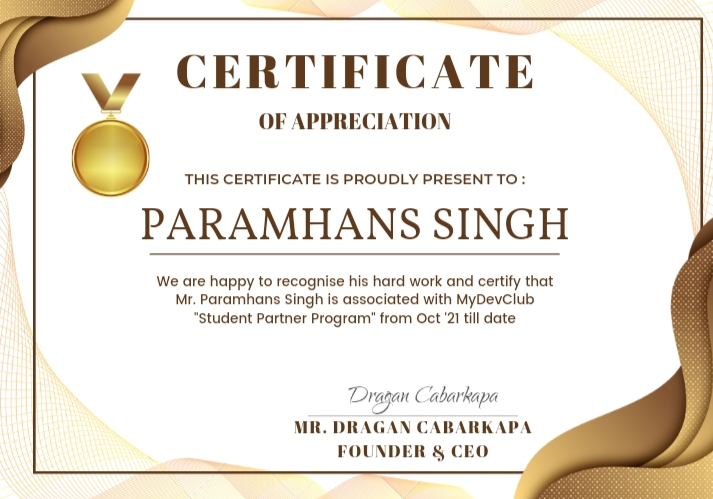 CERTIFICATE
OF APPRECIATION
THIS CERTIFICATE IS PROUDLY PRESENT TO :
PARAMHANS SINGH
We are happy to recognise his hard work and certify that
Mr. Paramhans Singh is associated with MyDevClub
"Student Partner Program" from Oct '21 till date
Dragan Cabarkapa
MR. DRAGAN CABARKAPA
FOUNDER & CEO